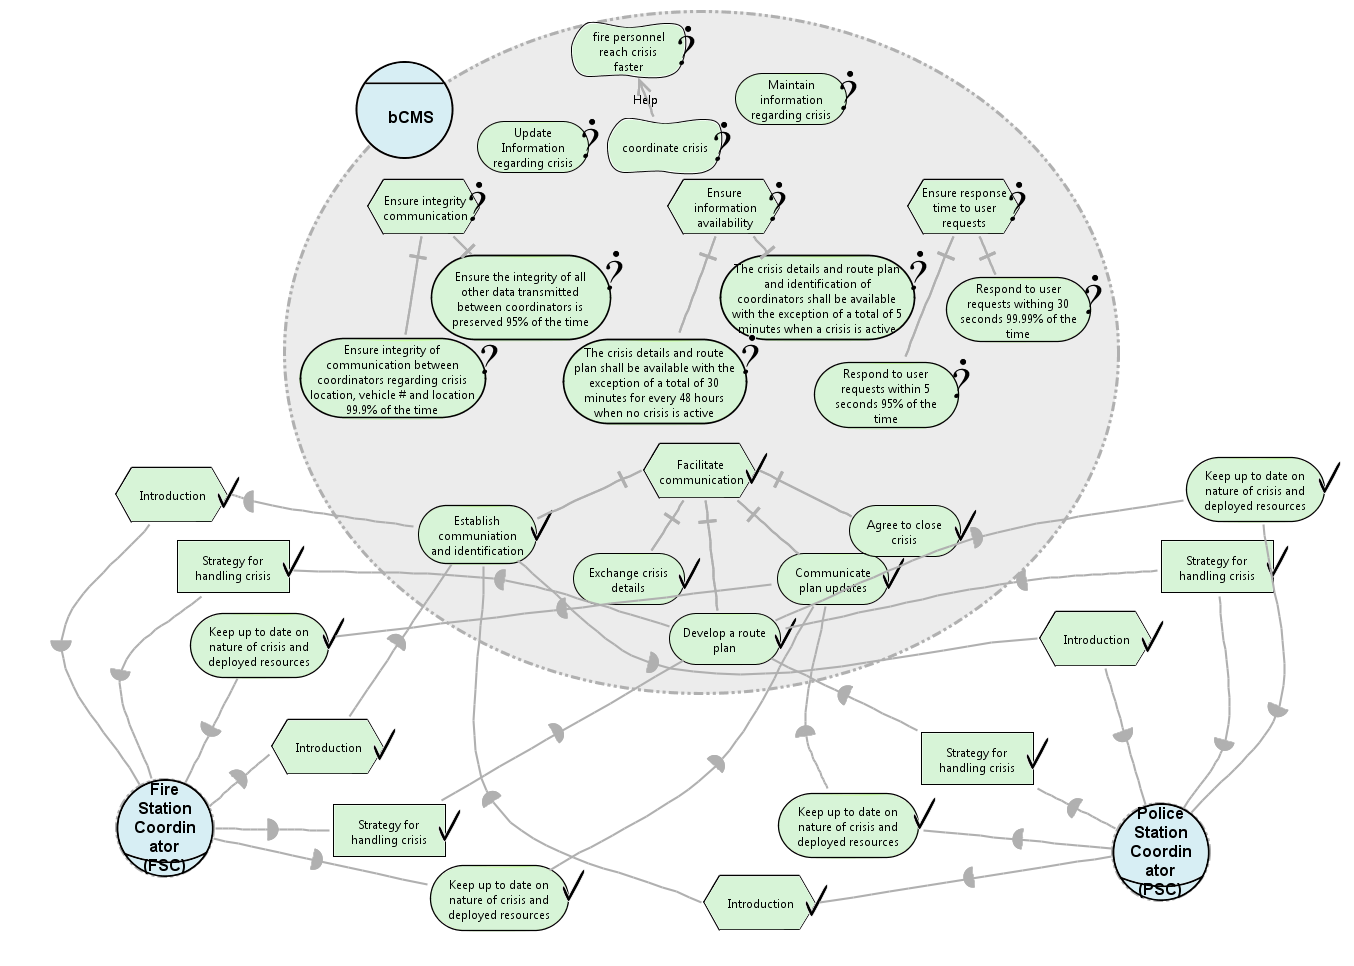 fire personnel
reach crisis
faster
Help
Maintain
information
regarding crisis
bCMS
Update
Information
regarding crisis
coordinate crisis
Ensure integrity
communication
Ensure
information
availability
Ensure response
time to user
requests
Ensure the integrity of all
other data transmitted
between coordinators is
preserved 95% of the time
The crisis details and route plan
and identification of
coordinators shall be available
with the exception of a total of 5
minutes when a crisis is active
Respond to user
requests withing 30
seconds 99.99% of the
time
Ensure integrity of
communication between
coordinators regarding crisis
location, vehicle # and location
99.9% of the time
The crisis details and route
plan shall be available with the
exception of a total of 30
minutes for every 48 hours
when no crisis is active
Respond to user
requests within 5
seconds 95% of the
time
Facilitate
communication
Introduction
Keep up to date on
nature of crisis and
deployed resources
Establish
communiation
and identification
Agree to close
crisis
Strategy for
handling crisis
Exchange crisis
details
Communicate
plan updates
Strategy for
handling crisis
Keep up to date on
nature of crisis and
deployed resources
Develop a route
plan
Introduction
Introduction
Strategy for
handling crisis
Fire
Station
Coordin
ator
(FSC)
Strategy for
handling crisis
Keep up to date on
nature of crisis and
deployed resources
Police
Station
Coordin
ator
(PSC)
Keep up to date on
nature of crisis and
deployed resources
Introduction